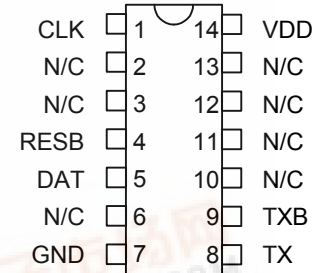 CLK 1 14 VDD
N/C 2 13 N/C
N/C 3 12 N/C
RESB 4 11 N/C
DAT 5 10 N/C
N/C 6 9 TXB
GND 7 8 TX